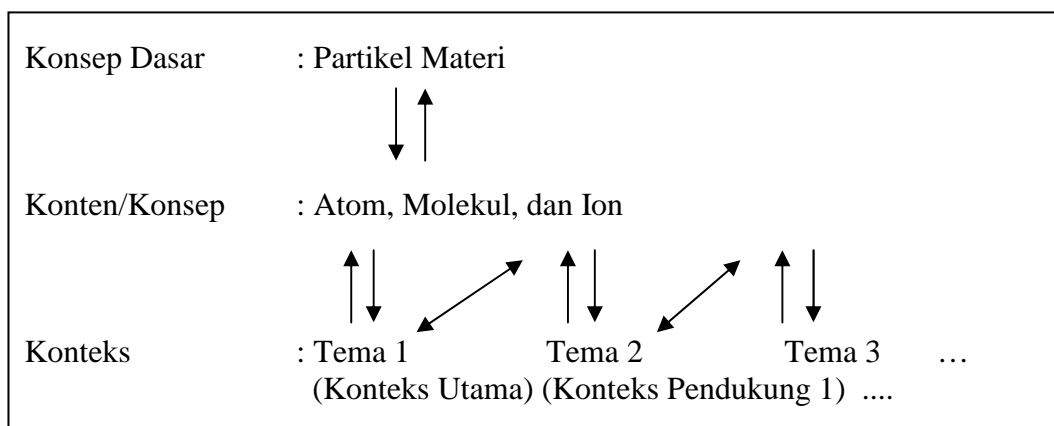 Konsep Dasar : Partikel Materi
Konten/Konsep : Atom, Molekul, dan Ion
Konteks : Tema 1 Tema 2 Tema 3 …
(Konteks Utama) (Konteks Pendukung 1) ....